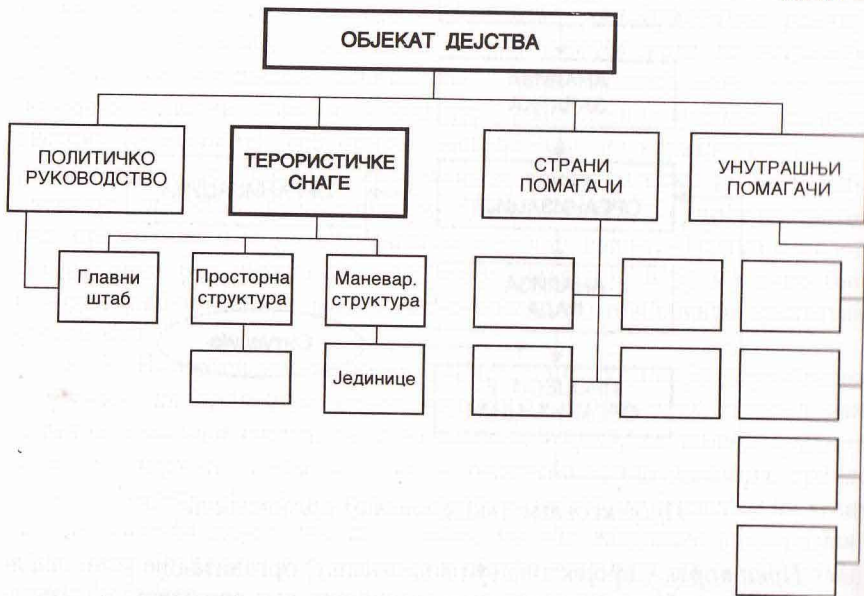 ОБЈЕКАТ ДЕЈСТВА
ПОЛИТИЧКО
РУКОВОДСТВО
ТЕРОРИСТИЧКЕ
СНАГЕ
СТРАНИ
ПОМАГАЧИ
УНУТРАШЊИ
ПОМАГАЧИ
Главни
штаб
Просторна
структура
Маневар.
структура
Јединице